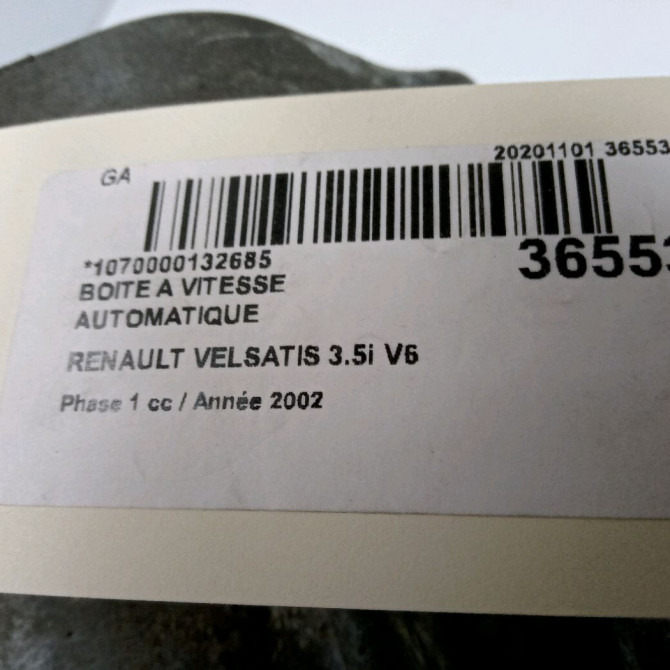 GA
20201101 36553
*1070000132685
36553
BOITE A VITESSE
AUTOMATIQUE
RENAULT VELSATIS 3.5i V6
Phase 1 cc / Année 2002